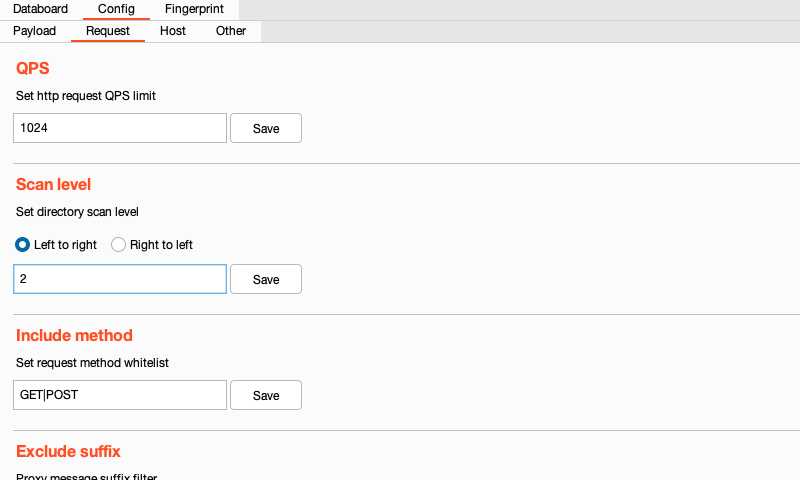 Databoard Config Fingerprint
Payload Request Host Other
QPS
Set http request QPS limit
1024 Save
Scan level
Set directory scan level
Left to right Right to left
2 Save
Include method
Set request method whitelist
GET|POST Save
Exclude suffix
Proxy message suffix filter